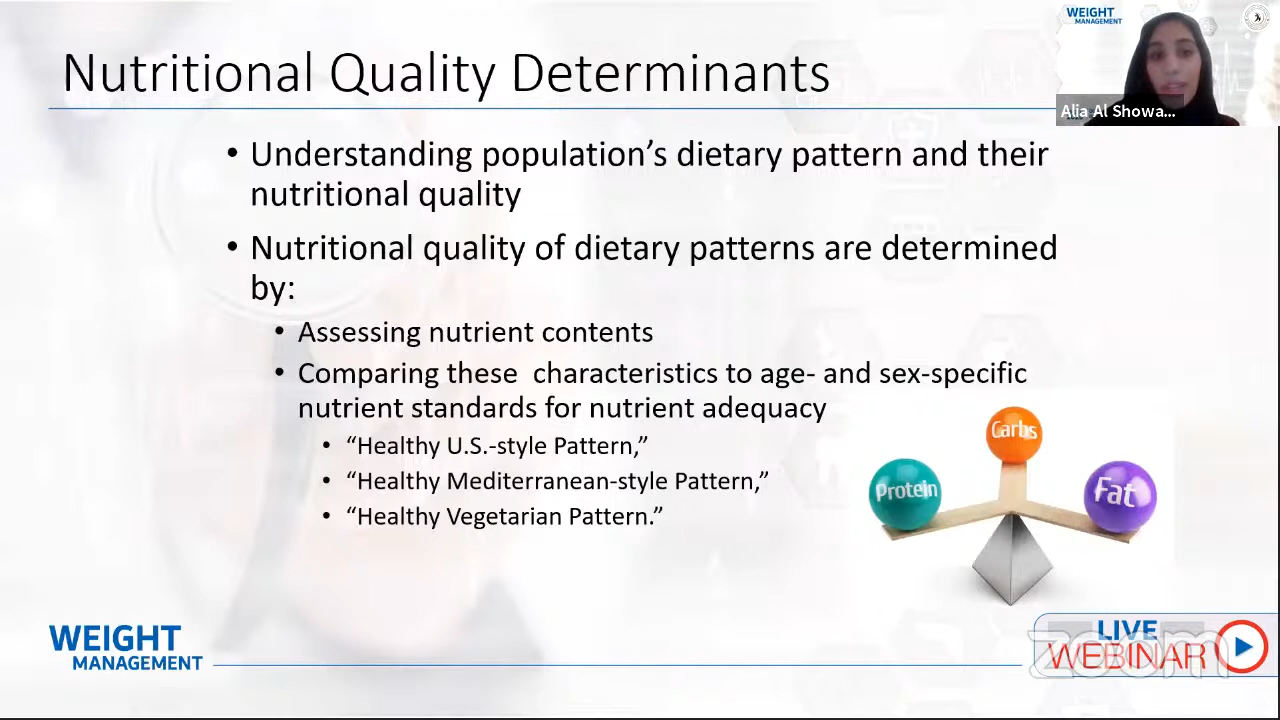 Nutritional Quality Determinants
WEIGHT
MANAGEMENT
Alia Al Showa...
• Understanding population’s dietary pattern and their
nutritional quality
• Nutritional quality of dietary patterns are determined
by:
• Assessing nutrient contents
• Comparing these characteristics to age- and sex-specific
nutrient standards for nutrient adequacy
• “Healthy U.S.-style Pattern,”
• “Healthy Mediterranean-style Pattern,”
• “Healthy Vegetarian Pattern.”
Carbs
Protein
Fat
WEIGHT
MANAGEMENT
LIVE
WEBINAR
zoom